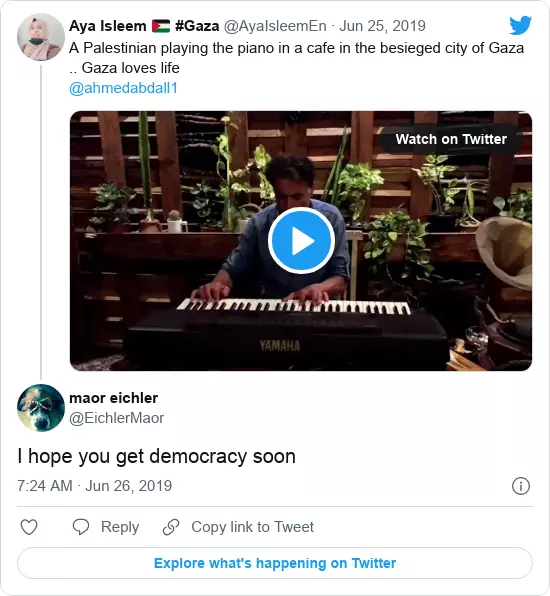 Aya Isleem 🇵🇸 #Gaza @AyaIsleemEn · Jun 25, 2019
A Palestinian playing the piano in a cafe in the besieged city of Gaza
.. Gaza loves life
@ahmedabdall1
Watch on Twitter
YAMAHA
maor eichler
@EichlerMaor
I hope you get democracy soon
7:24 AM · Jun 26, 2019
Reply
Copy link to Tweet
Explore what's happening on Twitter